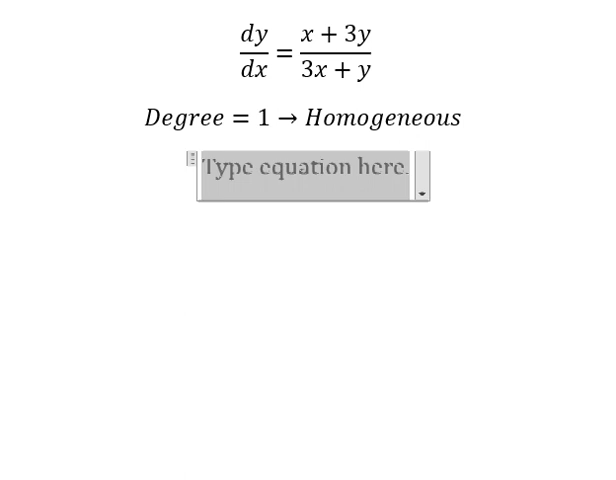 dy/dx = x + 3y/3x + y
Degree = 1 → Homogeneous
Type equation here.